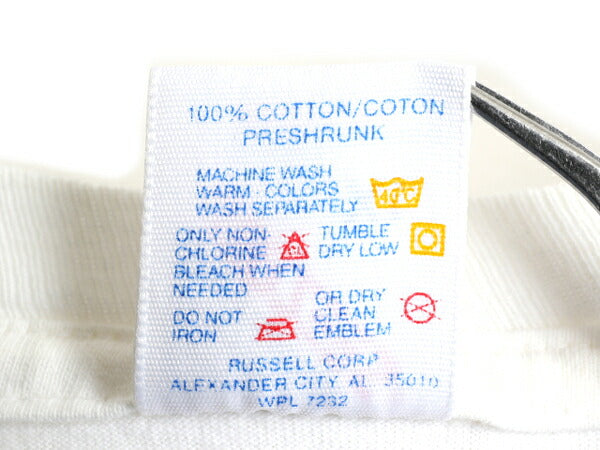 100% COTTON/COTON
PRESHRUNK
MACHINE WASH
WARM - COLORS
WASH SEPARATELY
40°C
ONLY NON-
CHLORINE
BLEACH WHEN
NEEDED
CL
TUMBLE
DRY LOW
DO NOT
IRON
OR DRY
CLEAN
EMBLEM
RUSSELL CORP
ALEXANDER CITY, AL 35010
WPL 7232